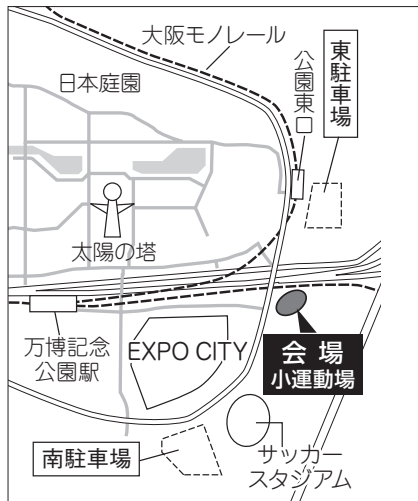 大阪モノレール
日本庭園
公園東口
東駐車場
太陽の塔
万博記念
公園駅
EXPO CITY
会 場
小運動場
南駐車場
サッカー
スタジアム